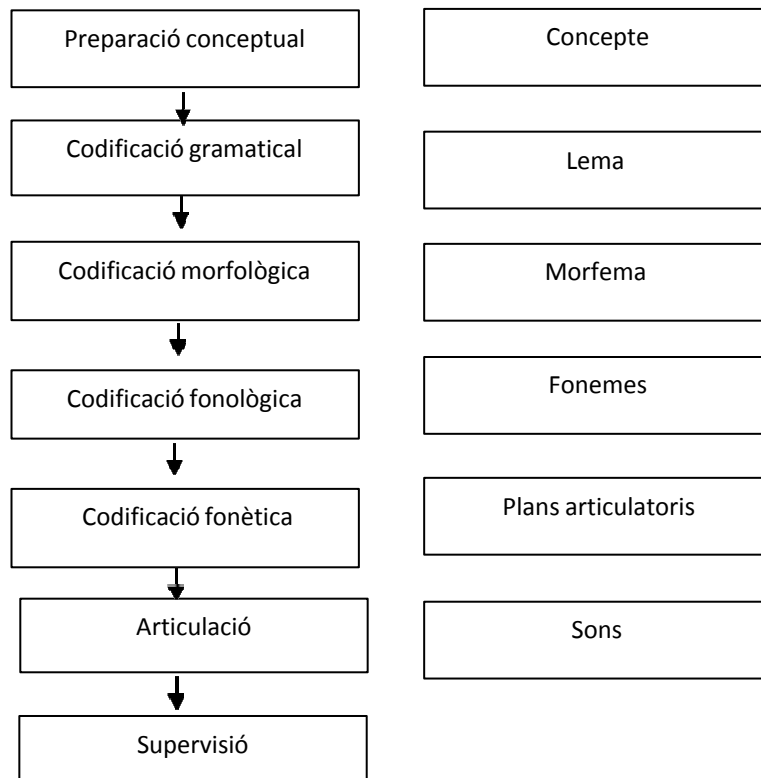 Preparació conceptual
Concepte
Codificació gramatical
Lema
Codificació morfològica
Morfema
Codificació fonològica
Fonemes
Codificació fonètica
Plans articulatoris
Articulació
Sons
Supervisió